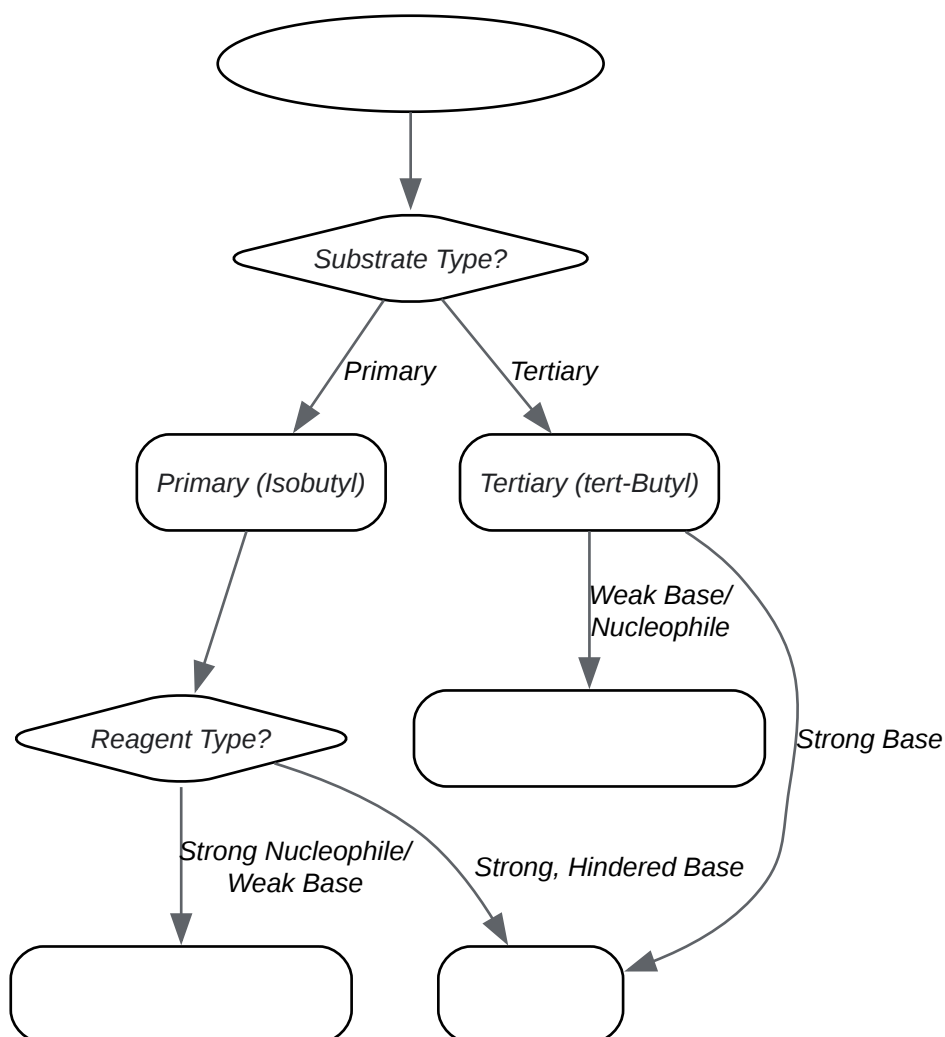 Substrate Type?
Primary
Tertiary
Primary (Isobutyl)
Tertiary (tert-Butyl)
Weak Base/
Nucleophile
Reagent Type?
Strong Base
Strong Nucleophile/
Weak Base
Strong, Hindered Base